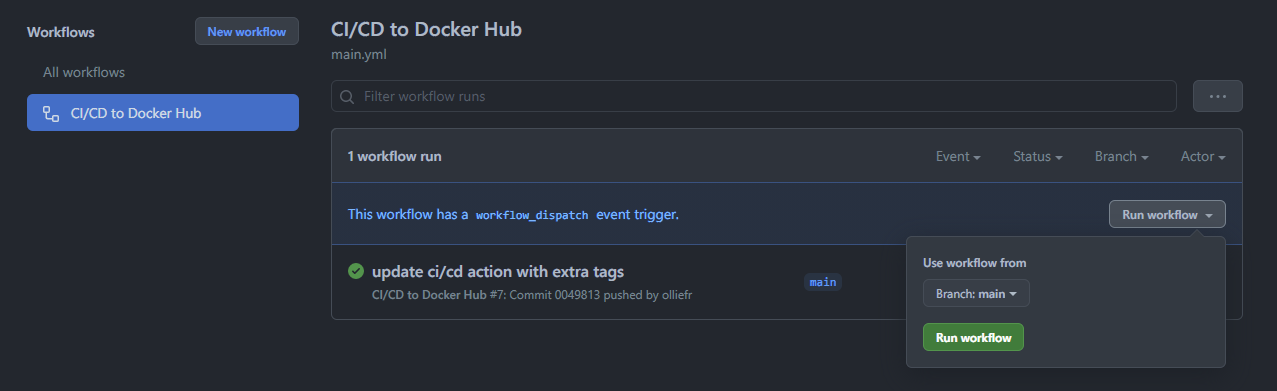 Workflows
New workflow
All workflows
CI/CD to Docker Hub
CI/CD to Docker Hub
main.yml
Filter workflow runs
1 workflow run
Event
Status
Branch
Actor
This workflow has a workflow_dispatch event trigger.
Run workflow
update ci/cd action with extra tags
CI/CD to Docker Hub #7: Commit 0049813 pushed by olliefr
main
Use workflow from
Branch: main
Run workflow